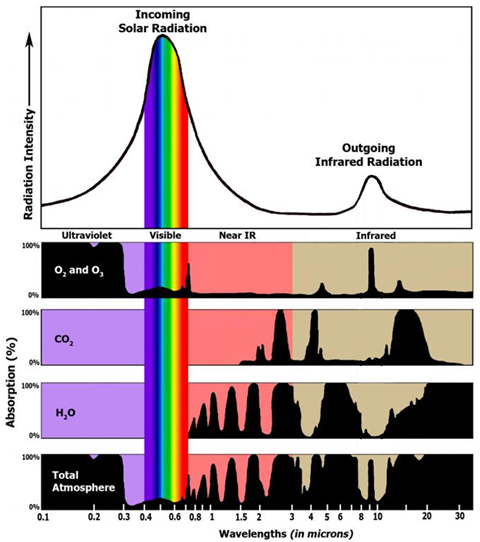 Incoming
Solar Radiation
Radiation Intensity
Outgoing
Infrared Radiation
Ultraviolet Visible Near IR Infrared
100%
O₂ and O₃
0%
100%
CO₂
0%
Absorption (%)
100%
H₂O
0%
100%
Total
Atmosphere
0%
0.1 0.2 0.3 0.4 0.6 0.8 1 1.5 2 3 4 5 6 8 10 20 30
Wavelengths (in microns)